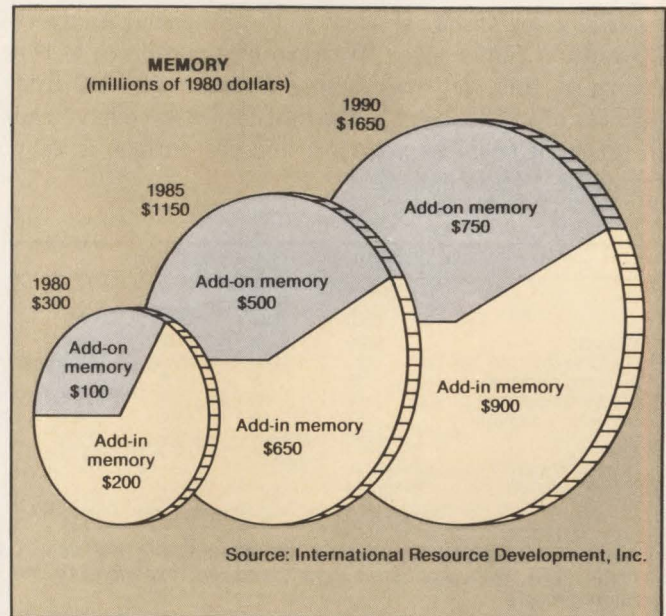 MEMORY
(millions of 1980 dollars)
1990
$1650
Add-on memory
$750
Add-in memory
$900
1985
$1150
Add-on memory
$500
Add-in memory
$650
1980
$300
Add-on
memory
$100
Add-in
memory
$200
Source: International Resource Development, Inc.